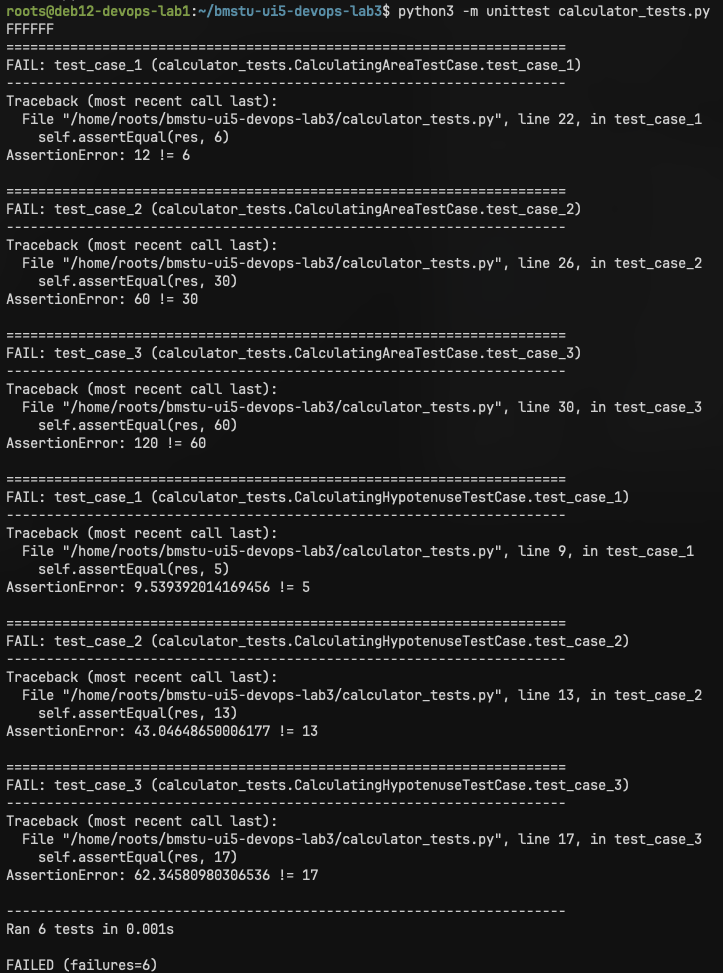 roots@deb12-devops-lab1:~/bmstu-ui5-devops-lab3$ python3 -m unittest calculator_tests.py
FFFFFF
======================================================================
FAIL: test_case_1 (calculator_tests.CalculatingAreaTestCase.test_case_1)
----------------------------------------------------------------------
Traceback (most recent call last):
  File "/home/roots/bmstu-ui5-devops-lab3/calculator_tests.py", line 22, in test_case_1
    self.assertEqual(res, 6)
AssertionError: 12 != 6

======================================================================
FAIL: test_case_2 (calculator_tests.CalculatingAreaTestCase.test_case_2)
----------------------------------------------------------------------
Traceback (most recent call last):
  File "/home/roots/bmstu-ui5-devops-lab3/calculator_tests.py", line 26, in test_case_2
    self.assertEqual(res, 30)
AssertionError: 60 != 30

======================================================================
FAIL: test_case_3 (calculator_tests.CalculatingAreaTestCase.test_case_3)
----------------------------------------------------------------------
Traceback (most recent call last):
  File "/home/roots/bmstu-ui5-devops-lab3/calculator_tests.py", line 30, in test_case_3
    self.assertEqual(res, 60)
AssertionError: 120 != 60

======================================================================
FAIL: test_case_1 (calculator_tests.CalculatingHypotenuseTestCase.test_case_1)
----------------------------------------------------------------------
Traceback (most recent call last):
  File "/home/roots/bmstu-ui5-devops-lab3/calculator_tests.py", line 9, in test_case_1
    self.assertEqual(res, 5)
AssertionError: 9.539392014169456 != 5

======================================================================
FAIL: test_case_2 (calculator_tests.CalculatingHypotenuseTestCase.test_case_2)
----------------------------------------------------------------------
Traceback (most recent call last):
  File "/home/roots/bmstu-ui5-devops-lab3/calculator_tests.py", line 13, in test_case_2
    self.assertEqual(res, 13)
AssertionError: 43.04648650006177 != 13

======================================================================
FAIL: test_case_3 (calculator_tests.CalculatingHypotenuseTestCase.test_case_3)
----------------------------------------------------------------------
Traceback (most recent call last):
  File "/home/roots/bmstu-ui5-devops-lab3/calculator_tests.py", line 17, in test_case_3
    self.assertEqual(res, 17)
AssertionError: 62.34580980306536 != 17

----------------------------------------------------------------------
Ran 6 tests in 0.001s

FAILED (failures=6)